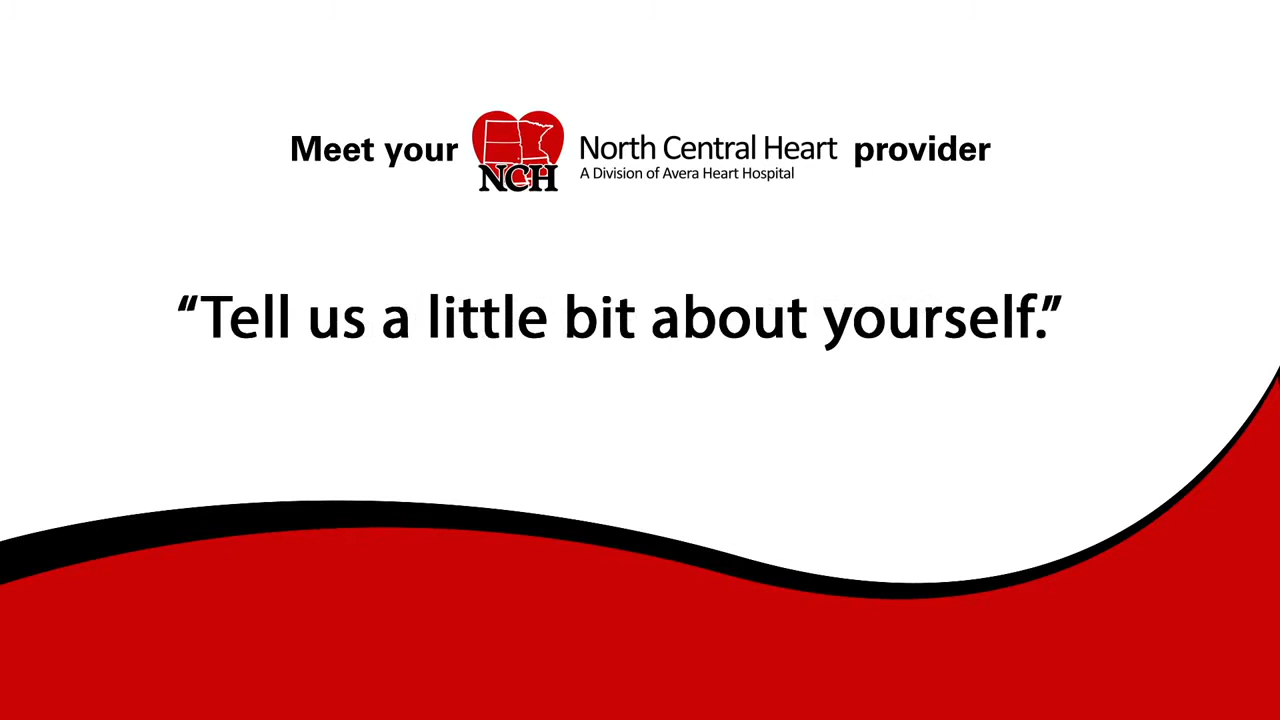 Meet your NCH North Central Heart provider
A Division of Avera Heart Hospital
“Tell us a little bit about yourself.”